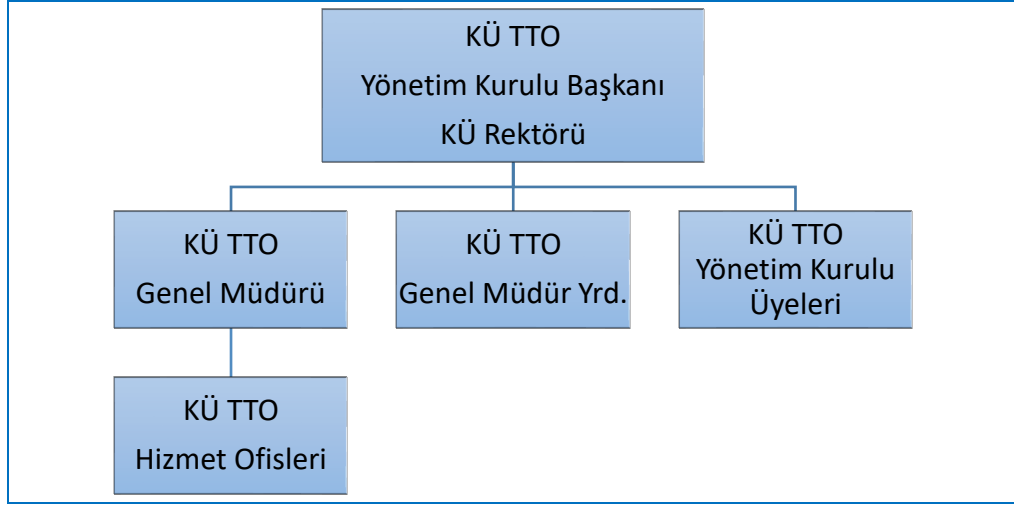 KÜ TTO
Yönetim Kurulu Başkanı
KÜ Rektörü
KÜ TTO
Genel Müdürü
KÜ TTO
Genel Müdür Yrd.
KÜ TTO
Yönetim Kurulu
Üyeleri
KÜ TTO
Hizmet Ofisleri